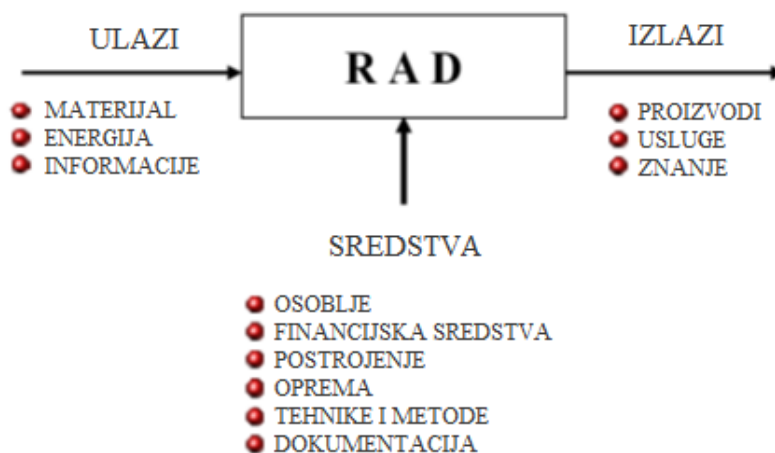 ULAZI
R A D
IZLAZI
MATERIJAL
ENERGIJA
INFORMACIJE
PROIZVODI
USLUGE
ZNANJE
SREDSTVA
OSOBLJE
FINANCIJSKA SREDSTVA
POSTROJENJE
OPREMA
TEHNIKE I METODE
DOKUMENTACIJA